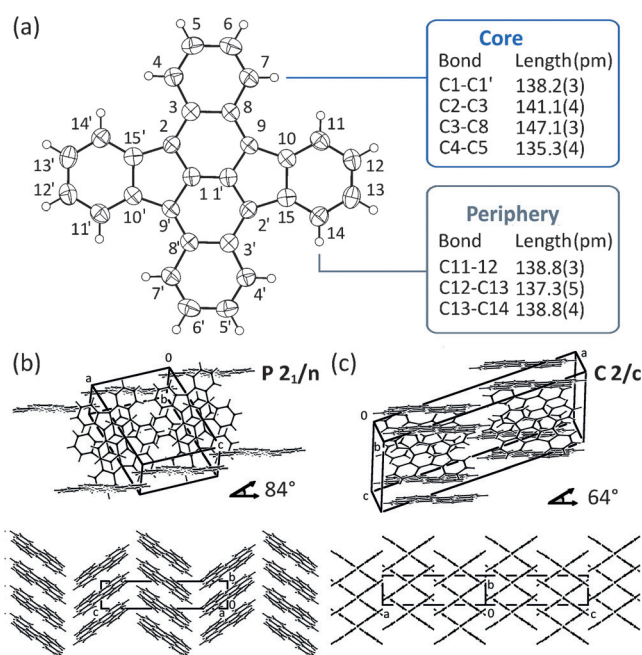 (a)
5 6
4 7
3 8
14' 2 9 11
15' 10
13' 12
1 1'
12' 13
10' 15
11' 9' 2' 14
8' 3'
7' 4'
6' 5'
Core
Bond Length(pm)
C1-C1' 138.2(3)
C2-C3 141.1(4)
C3-C8 147.1(3)
C4-C5 135.3(4)
Periphery
Bond Length(pm)
C11-12 138.8(3)
C12-C13 137.3(5)
C13-C14 138.8(4)
(b)
0
a
b
c
P 2₁/n
84°
b
c
a
0
(c)
a
0
b
c
C 2/c
64°
b
a
0
c